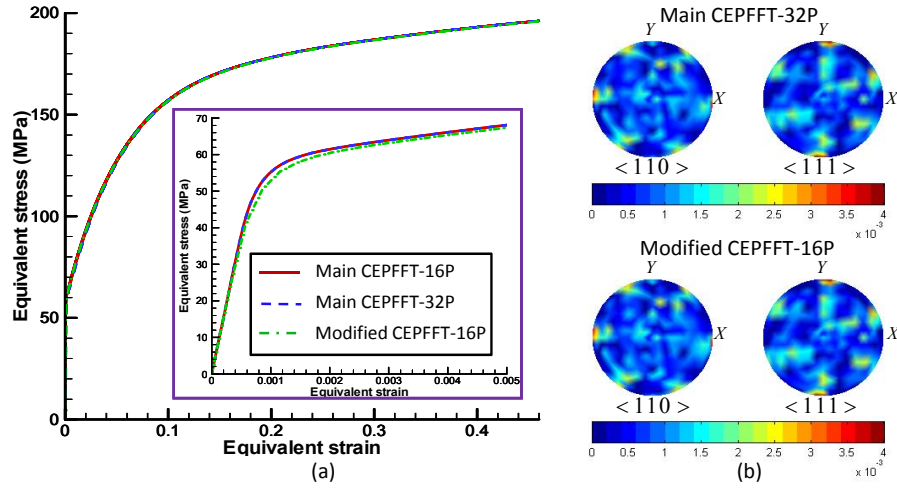 Equivalent stress (MPa)
200
150
100
50
0
0
0.1
0.2
0.3
0.4
Equivalent strain
(a)
Equivalent stress (MPa)
70
60
50
40
30
20
10
0
0
0.001
0.002
0.003
0.004
0.005
Equivalent strain
Main CEPFFT-16P
Main CEPFFT-32P
Modified CEPFFT-16P
Main CEPFFT-32P
Y
Y
X
X
<110>
<111>
0 0.5 1 1.5 2 2.5 3 3.5 4
x 10⁻³
Modified CEPFFT-16P
Y
Y
X
X
<110>
<111>
0 0.5 1 1.5 2 2.5 3 3.5 4
x 10⁻³
(b)